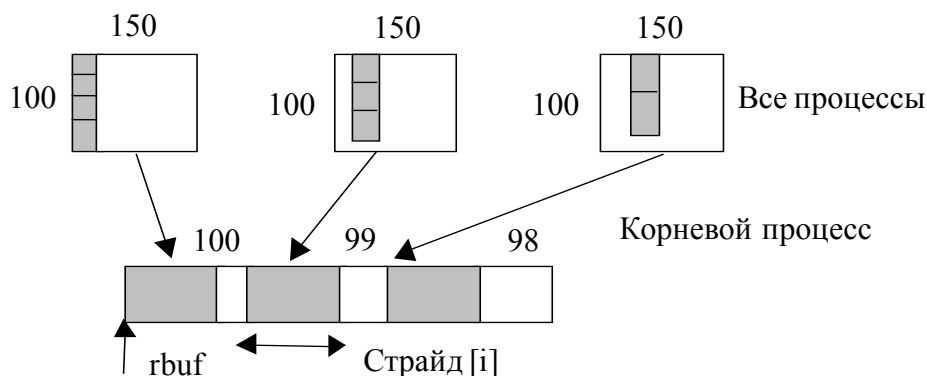 150 150 150
100 100 100 Все процессы
Корневой процесс
100 99 98
rbuf Страйд [i]